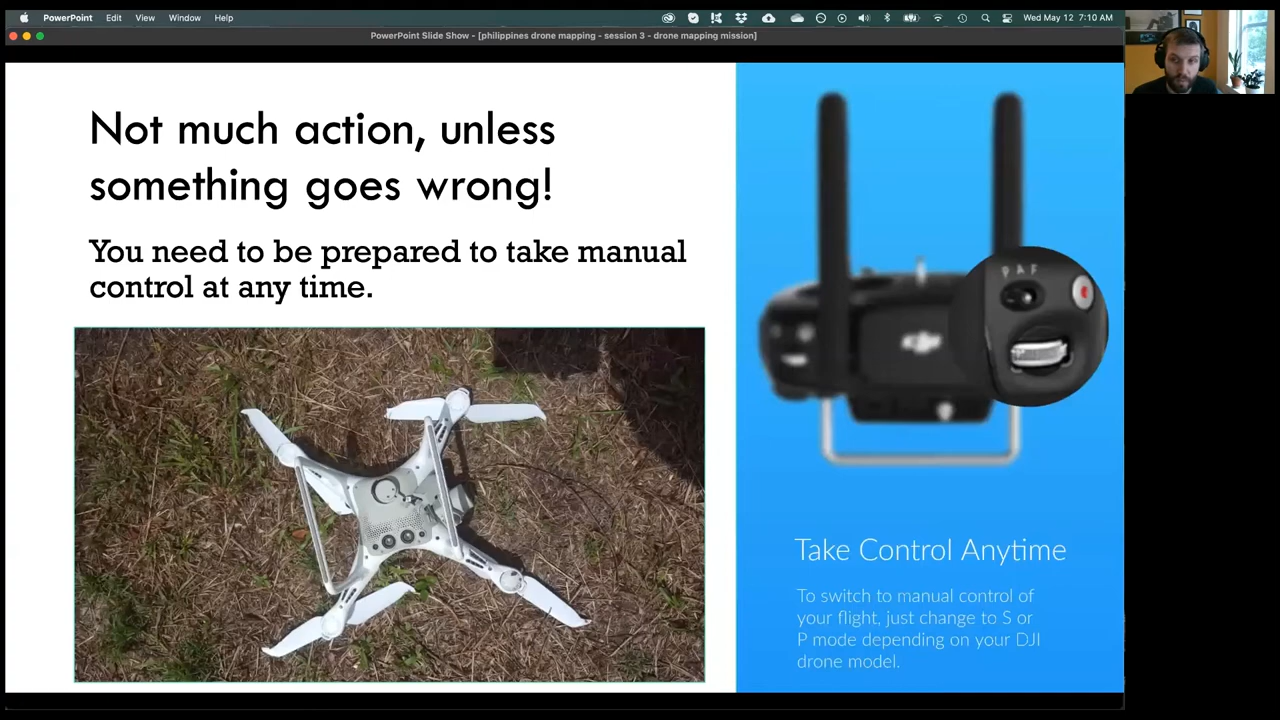 PowerPoint Edit View Window Help
Wed May 12 7:10 AM
PowerPoint Slide Show - [philippines drone mapping - session 3 - drone mapping mission]
Not much action, unless
something goes wrong!
You need to be prepared to take manual
control at any time.
P A F
Take Control Anytime
To switch to manual control of
your flight, just change to S or
P mode depending on your DJI
drone model.